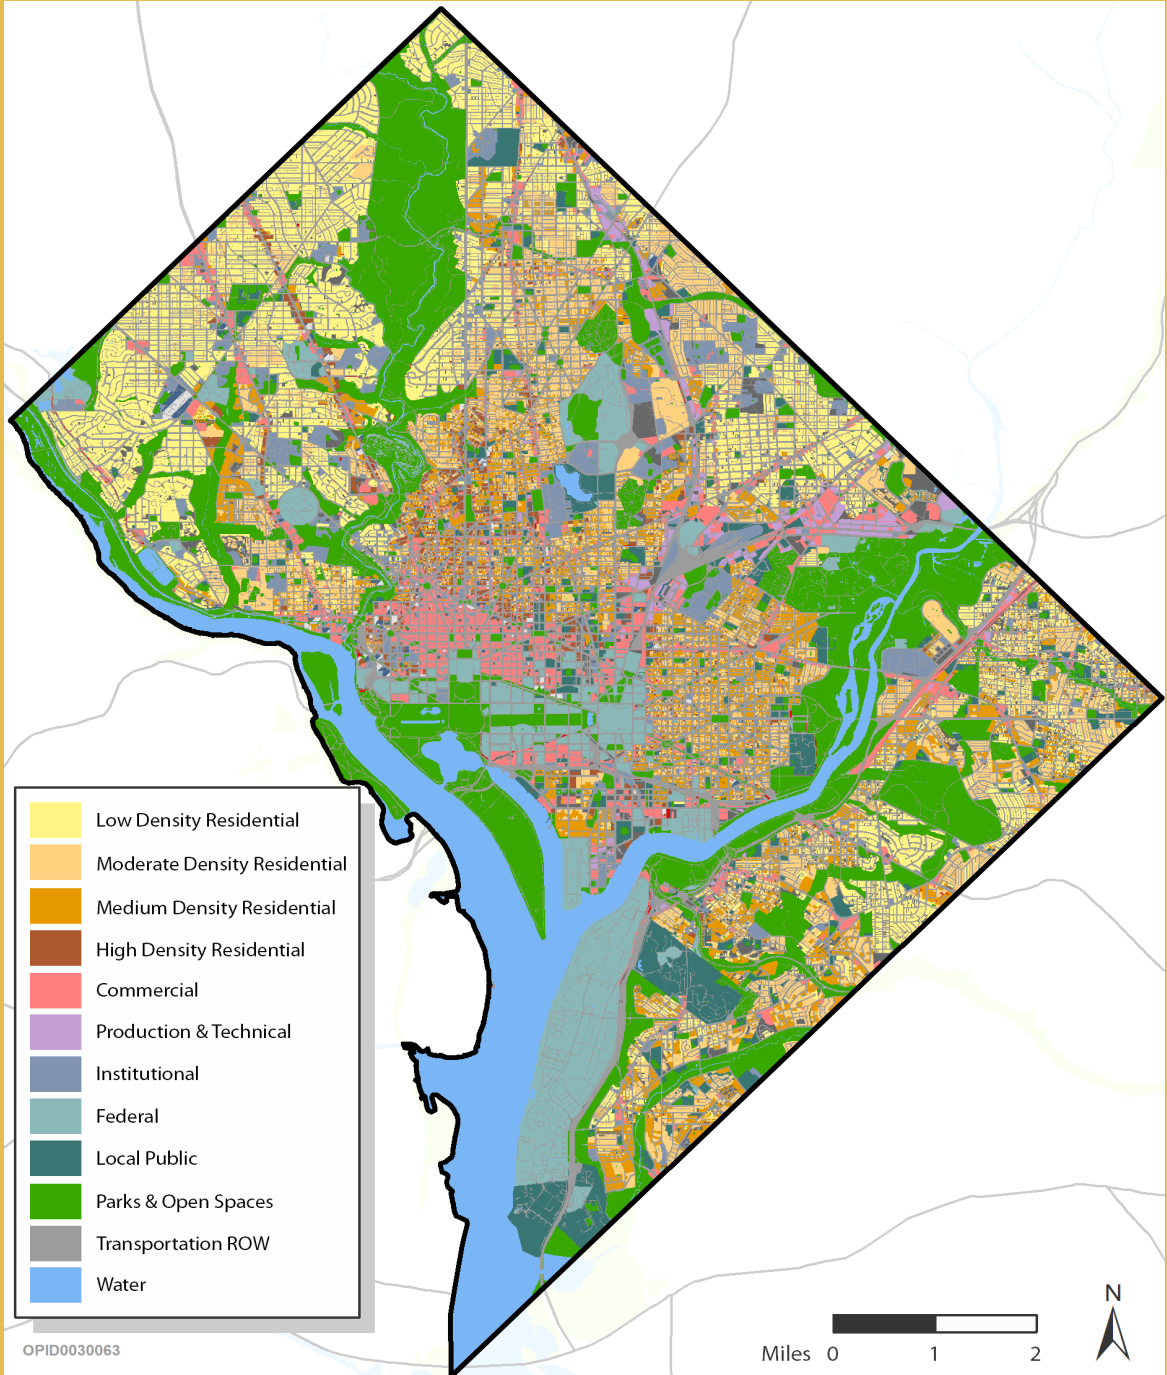 Low Density Residential
Moderate Density Residential
Medium Density Residential
High Density Residential
Commercial
Production & Technical
Institutional
Federal
Local Public
Parks & Open Spaces
Transportation ROW
Water
OPID0030063
N
Miles 0 1 2